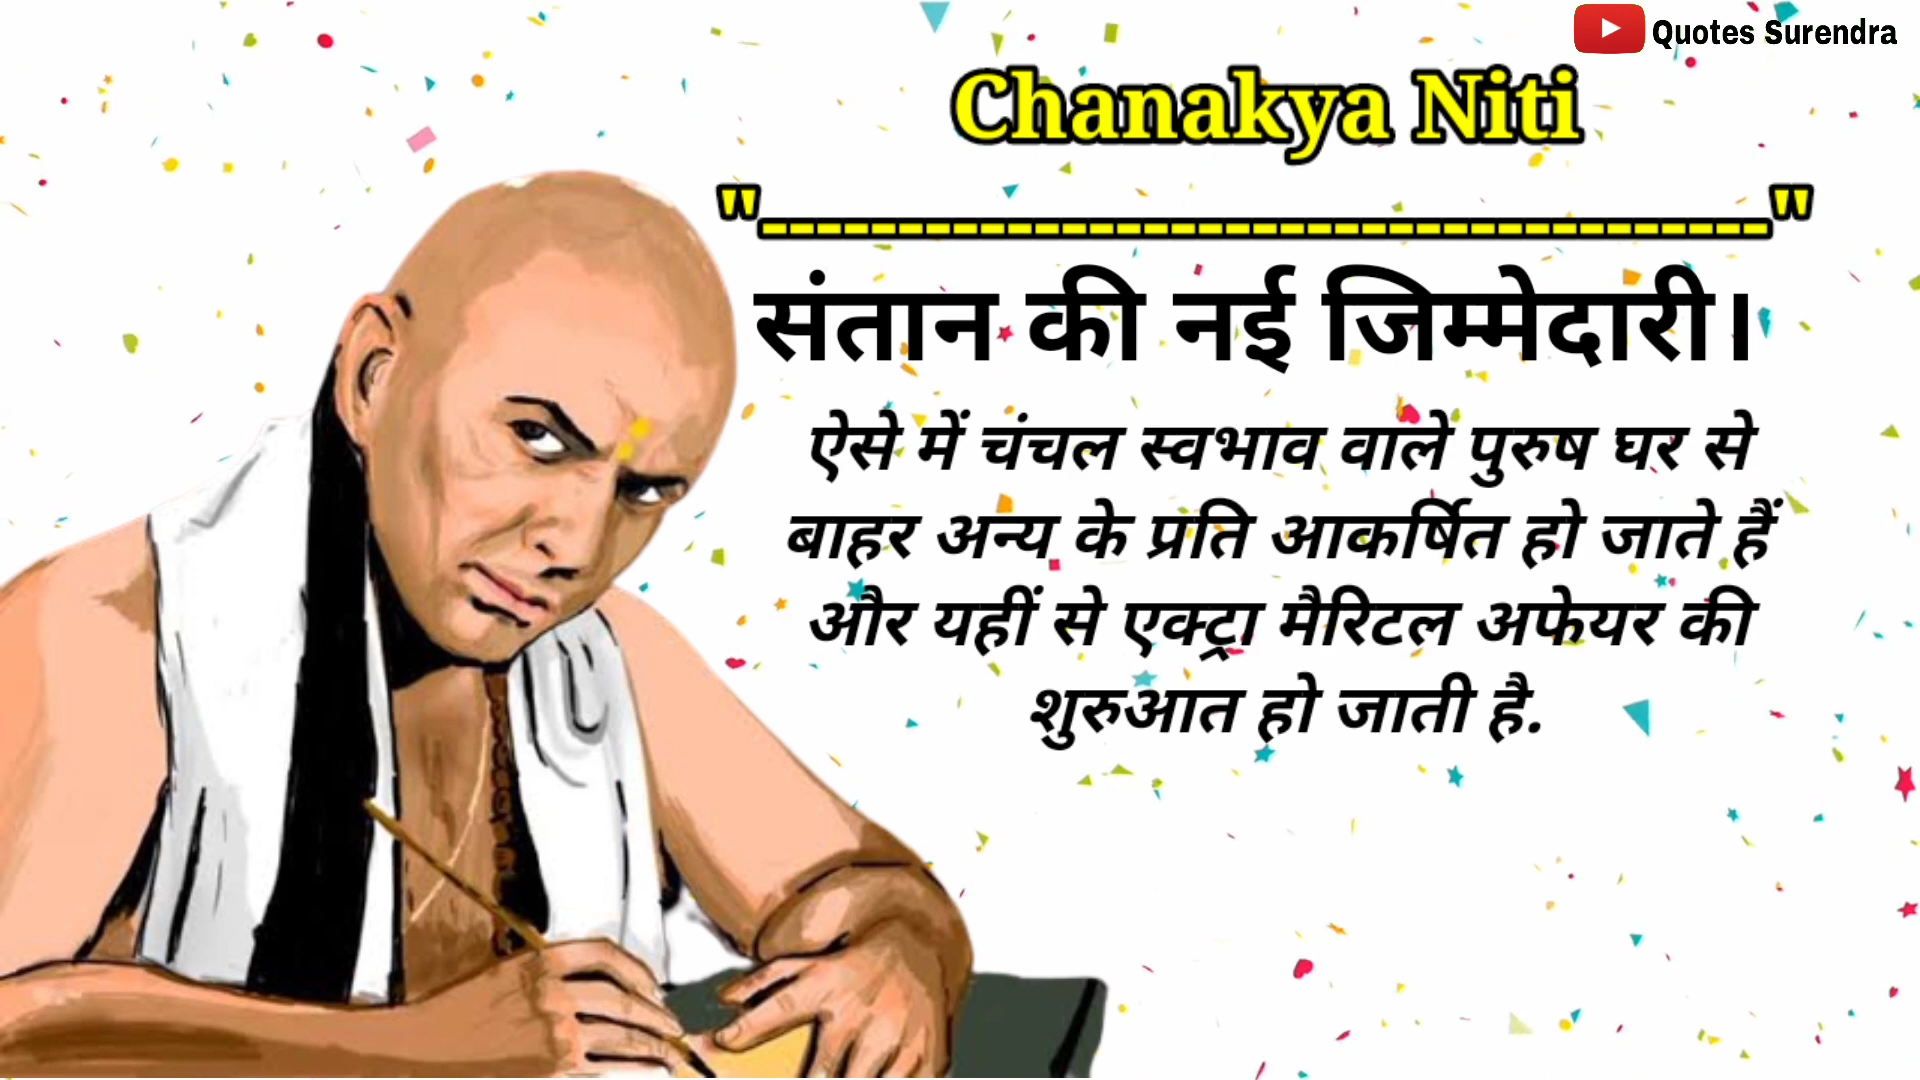 Quotes Surendra
Chanakya Niti
"-------------------------------------"
संतान की नई जिम्मेदारी।
ऐसे में चंचल स्वभाव वाले पुरुष घर से
बाहर अन्य के प्रति आकर्षित हो जाते हैं
और यहीं से एक्ट्रा मैरिटल अफेयर की
शुरुआत हो जाती है.